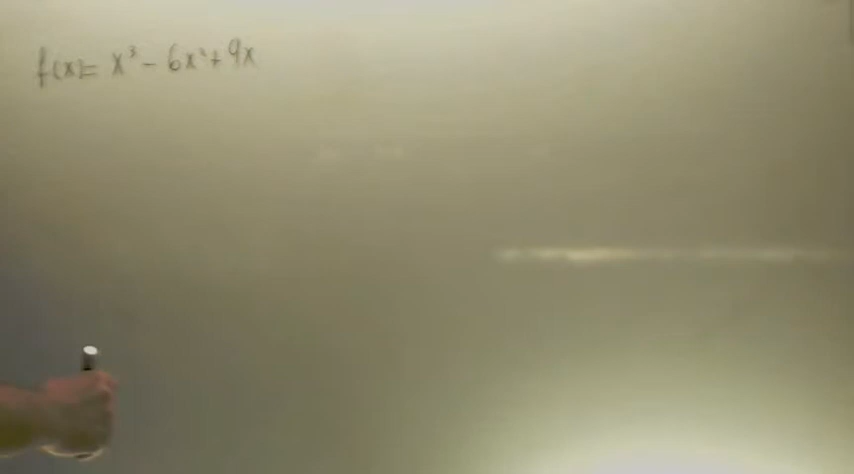 f(x)= x³ - 6x² + 9x